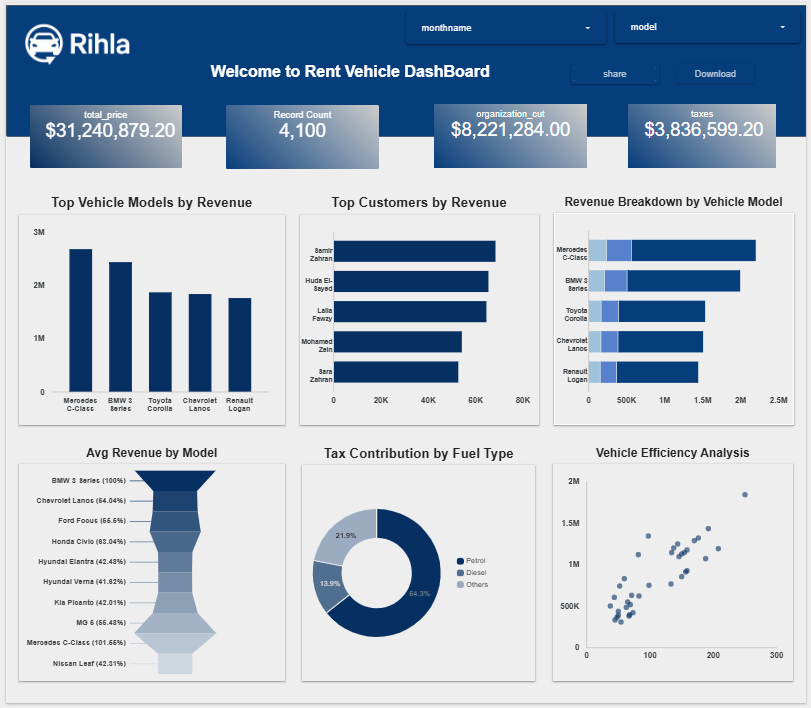 Rihla
monthname
model
Welcome to Rent Vehicle DashBoard
share
Download
total_price
$31,240,879.20
Record Count
4,100
organization_cut
$8,221,284.00
taxes
$3,836,599.20
Top Vehicle Models by Revenue
3M
2M
1M
0
Mercedes
C-Class
BMW 3
Series
Toyota
Corolla
Chevrolet
Lanos
Renault
Logan
Top Customers by Revenue
Samir
Zahran
Huda El-
Sayed
Laila
Fawzy
Mohamed
Zein
Sara
Zahran
0
20K
40K
60K
80K
Revenue Breakdown by Vehicle Model
Mercedes
C-Class
BMW 3
Series
Toyota
Corolla
Chevrolet
Lanos
Renault
Logan
0
500K
1M
1.5M
2M
2.5M
Avg Revenue by Model
BMW 3 Series (100%)
Chevrolet Lanos (54.04%)
Ford Focus (55.5%)
Honda Civic (63.04%)
Hyundai Elantra (42.43%)
Hyundai Verna (41.62%)
Kia Picanto (42.01%)
MG 5 (55.43%)
Mercedes C-Class (101.55%)
Nissan Leaf (42.31%)
Tax Contribution by Fuel Type
21.9%
13.9%
64.3%
Petrol
Diesel
Others
Vehicle Efficiency Analysis
2M
1.5M
1M
500K
0
0
100
200
300